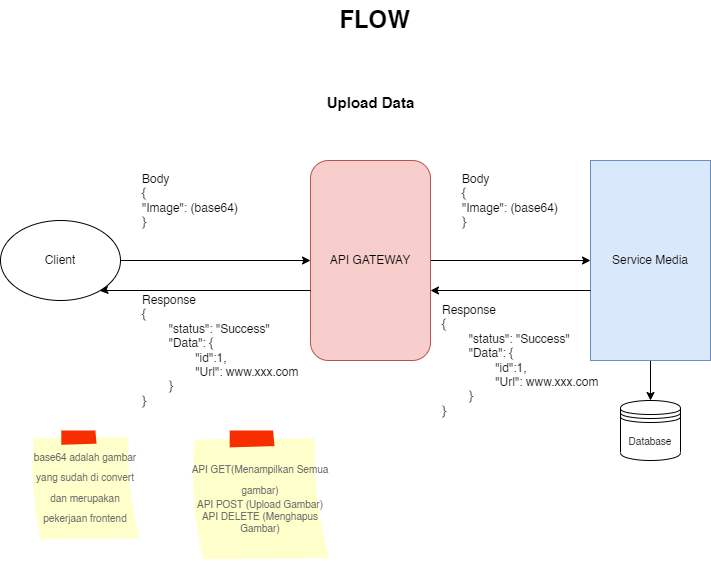 FLOW
Upload Data
Body
{
"Image": (base64)
}
Body
{
"Image": (base64)
}
Client
API GATEWAY
Service Media
Response
{
"status": "Success"
"Data": {
"id":1,
"Url": www.xxx.com
}
}
Response
{
"status": "Success"
"Data": {
"id":1,
"Url": www.xxx.com
}
}
Database
base64 adalah gambar
yang sudah di convert
dan merupakan
pekerjaan frontend
API GET(Menampilkan Semua
gambar)
API POST (Upload Gambar)
API DELETE (Menghapus
Gambar)